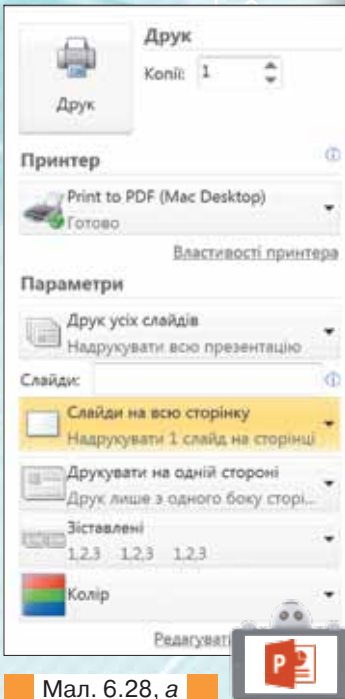 Друк
Копії: 1
Друк
Принтер
Print to PDF (Mac Desktop)
Готово
Властивості принтера
Параметри
Друк усіх слайдів
Надрукувати всю презентацію
Слайди:
Слайди на всю сторінку
Надрукувати 1 слайд на сторінці
Друкувати на одній стороні
Друк лише з одного боку сторі...
Зіставлені
1,2,3 1,2,3 1,2,3
Колір
Редагуват
P
Мал. 6.28, а